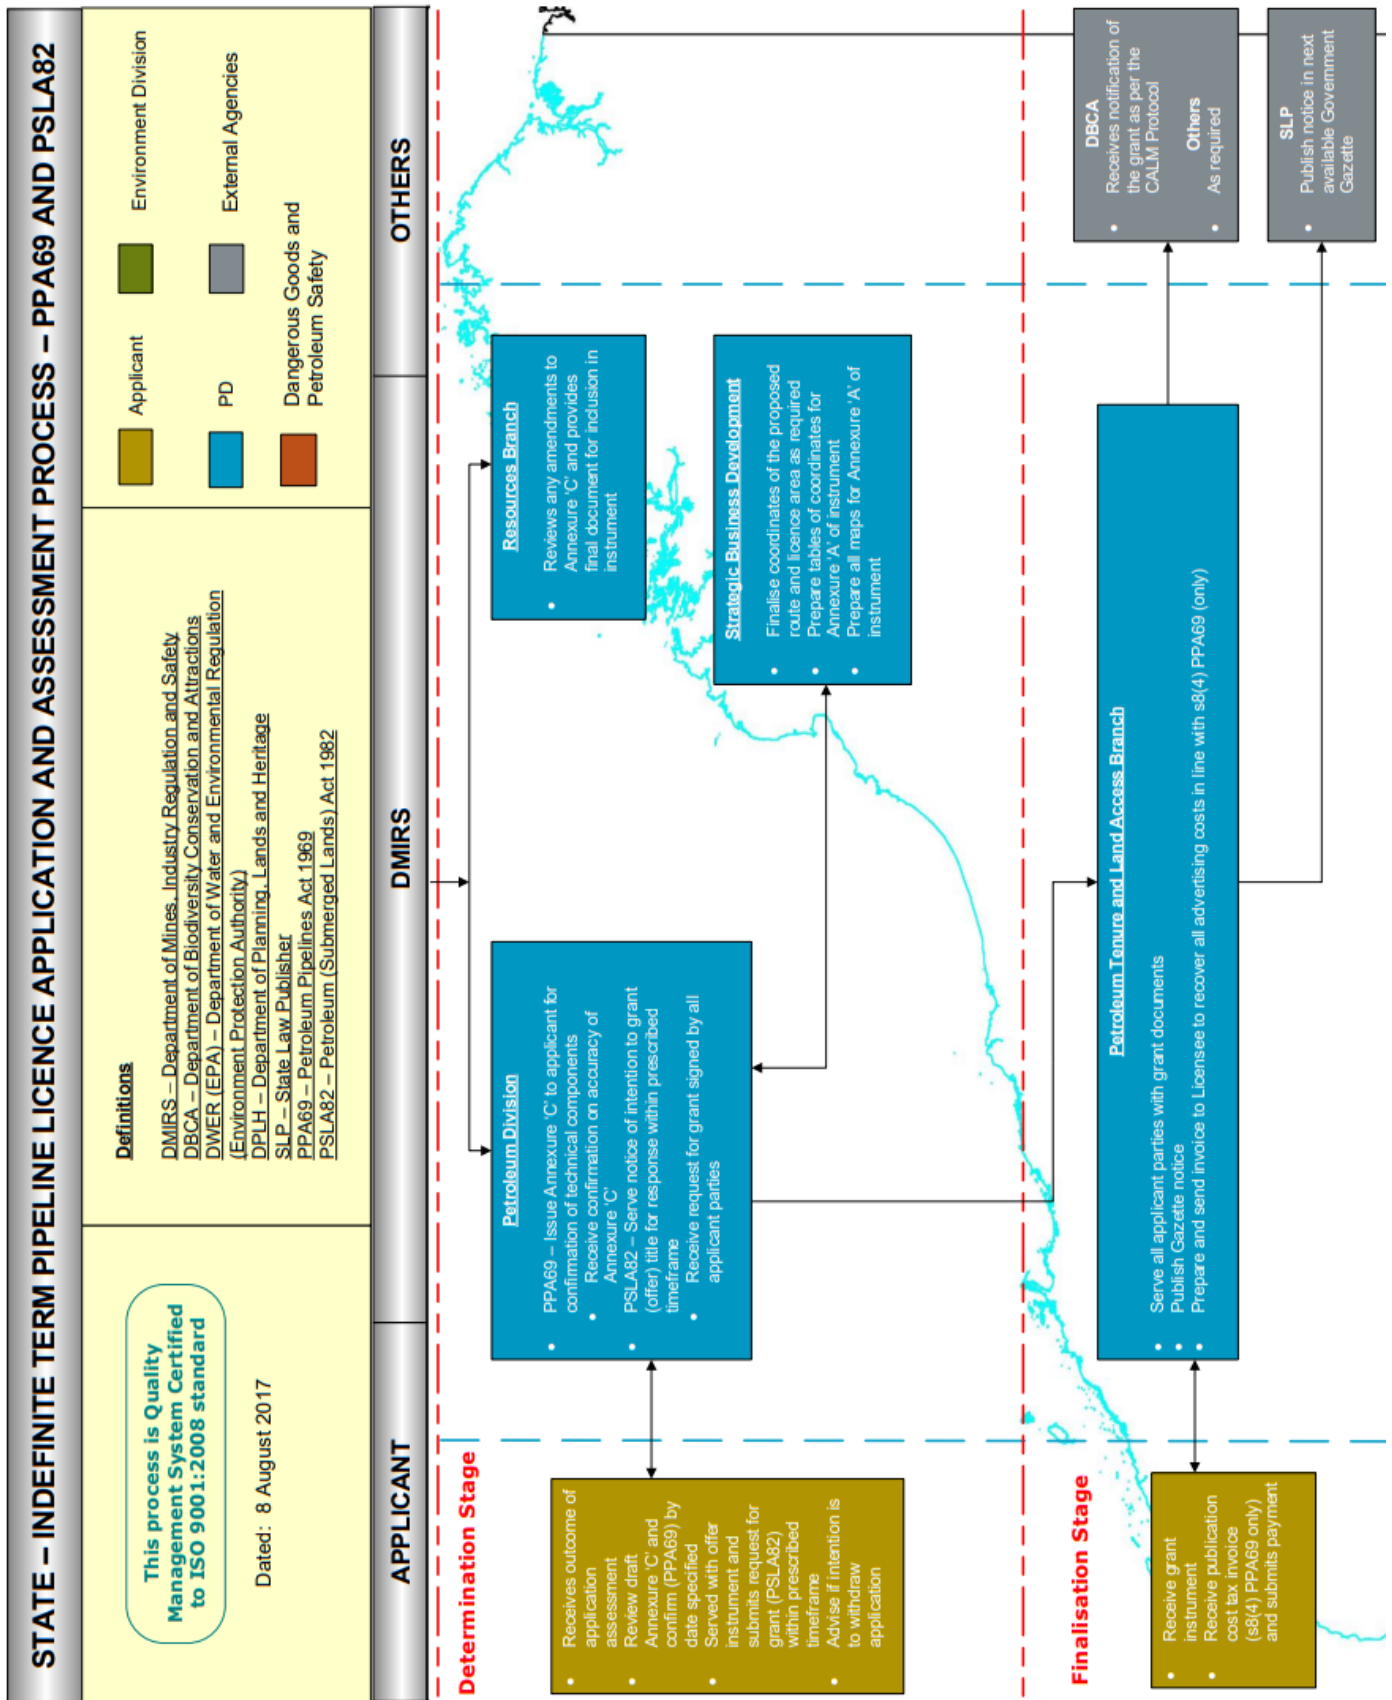 STATE – INDEFINITE TERM PIPELINE LICENCE APPLICATION AND ASSESSMENT PROCESS – PPA69 AND PSLA82
This process is Quality
Management System Certified
to ISO 9001:2008 standard
Dated: 8 August 2017
Definitions
DMIRS – Department of Mines, Industry Regulation and Safety
DBCA – Department of Biodiversity Conservation and Attractions
DWER (EPA) – Department of Water and Environmental Regulation
(Environment Protection Authority)
DPLH – Department of Planning, Lands and Heritage
SLP – State Law Publisher
PPA69 – Petroleum Pipelines Act 1969
PSLA82 – Petroleum (Submerged Lands) Act 1982
Applicant
Environment Division
PD
External Agencies
Dangerous Goods and
Petroleum Safety
APPLICANT
DMIRS
OTHERS
Determination Stage
• Receives outcome of
application
assessment
• Review draft
Annexure ‘C’ and
confirm (PPA69) by
date specified
• Served with offer
instrument and
submits request for
grant (PSLA82)
within prescribed
timeframe
• Advise if intention is
to withdraw
application
Petroleum Division
• PPA69 – Issue Annexure ‘C’ to applicant for
confirmation of technical components
• Receive confirmation on accuracy of
Annexure ‘C’
• PSLA82 – Serve notice of intention to grant
(offer) title for response within prescribed
timeframe
• Receive request for grant signed by all
applicant parties
Resources Branch
• Reviews any amendments to
Annexure ‘C’ and provides
final document for inclusion in
instrument
Strategic Business Development
• Finalise coordinates of the proposed
route and licence area as required
• Prepare tables of coordinates for
Annexure ‘A’ of instrument
• Prepare all maps for Annexure ‘A’ of
instrument
Finalisation Stage
• Receive grant
instrument
• Receive publication
cost tax invoice
(s8(4) PPA69 only)
and submits payment
Petroleum Tenure and Land Access Branch
• Serve all applicant parties with grant documents
• Publish Gazette notice
• Prepare and send invoice to Licensee to recover all advertising costs in line with s8(4) PPA69 (only)
DBCA
• Receives notification of
the grant as per the
CALM Protocol
Others
• As required
SLP
• Publish notice in next
available Government
Gazette